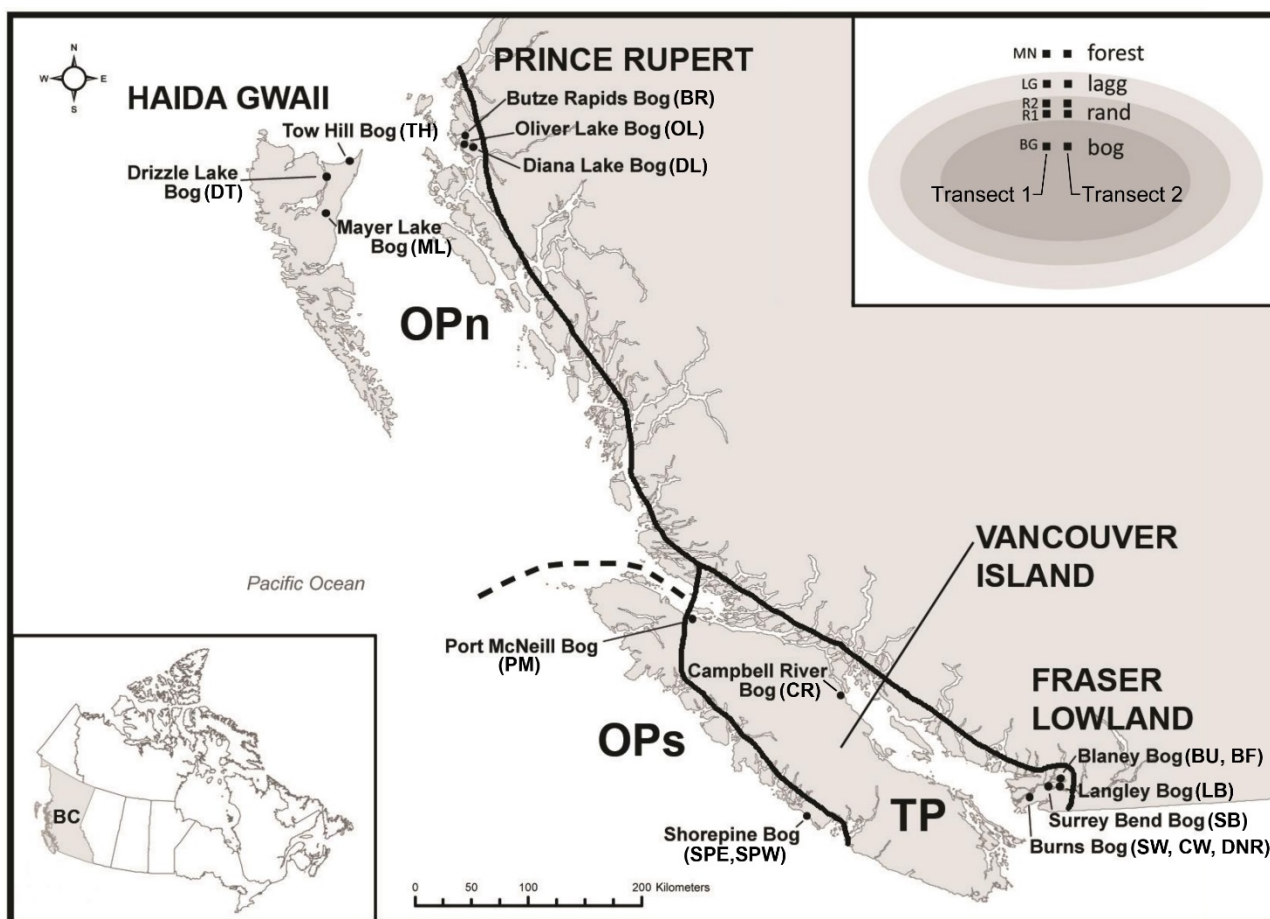 N
W E
S
HAIDA GWAII
PRINCE RUPERT
Butze Rapids Bog (BR)
Tow Hill Bog (TH)
Oliver Lake Bog (OL)
Diana Lake Bog (DL)
Drizzle Lake
Bog (DT)
Mayer Lake
Bog (ML)
OPn
MN forest
LG lagg
R2
R1 rand
BG bog
Transect 1 Transect 2
VANCOUVER
ISLAND
Pacific Ocean
Port McNeill Bog
(PM)
Campbell River
Bog (CR)
OPs
FRASER
LOWLAND
Blaney Bog (BU, BF)
Langley Bog (LB)
Surrey Bend Bog (SB)
Burns Bog (SW, CW, DNR)
TP
Shorepine Bog
(SPE,SPW)
BC
0 50 100 200 Kilometers